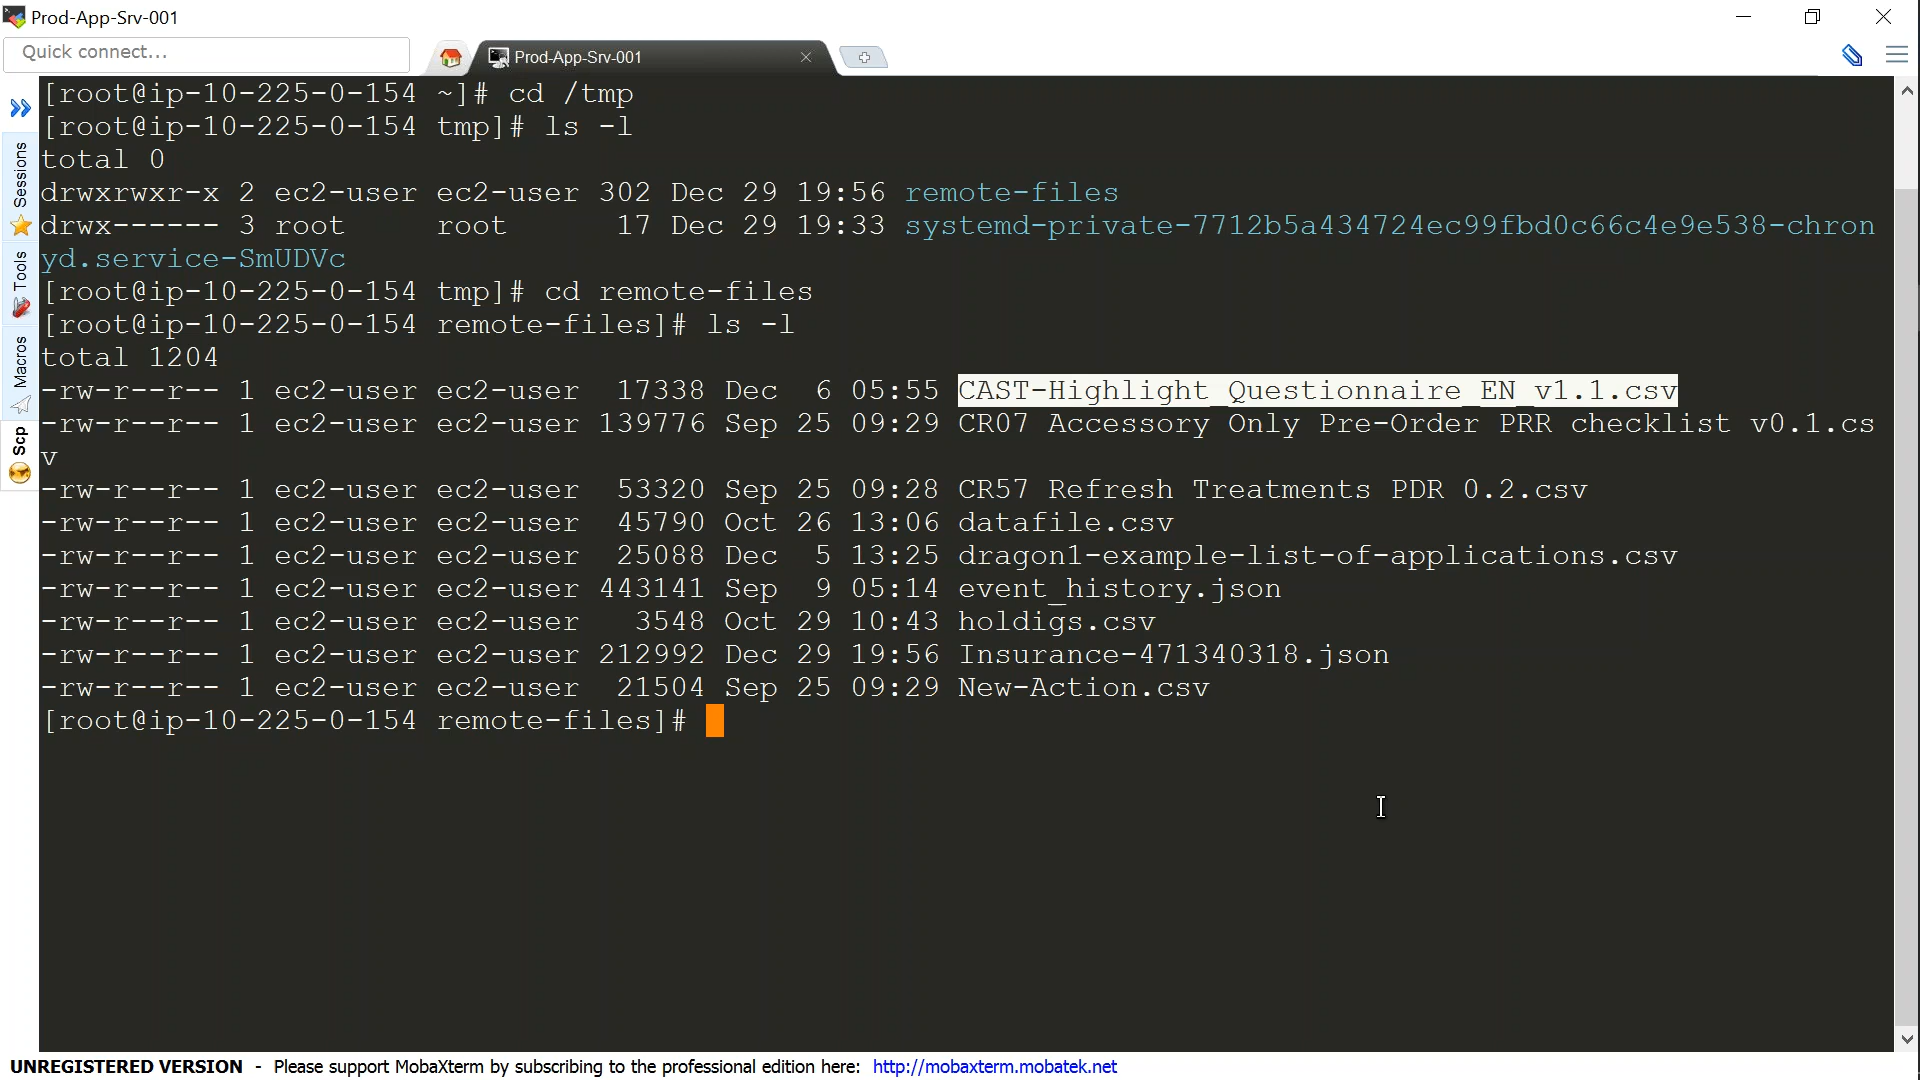 Prod-App-Srv-001
Quick connect...
Prod-App-Srv-001
Sessions
Tools
Macros
Scp
[root@ip-10-225-0-154 ~]# cd /tmp
[root@ip-10-225-0-154 tmp]# ls -l
total 0
drwxrwxr-x 2 ec2-user ec2-user 302 Dec 29 19:56 remote-files
drwx------ 3 root     root      17 Dec 29 19:33 systemd-private-7712b5a434724ec99fbd0c66c4e9e538-chron
yd.service-SmUDVc
[root@ip-10-225-0-154 tmp]# cd remote-files
[root@ip-10-225-0-154 remote-files]# ls -l
total 1204
-rw-r--r-- 1 ec2-user ec2-user  17338 Dec  6 05:55 CAST-Highlight_Questionnaire_EN_v1.1.csv
-rw-r--r-- 1 ec2-user ec2-user 139776 Sep 25 09:29 CR07 Accessory Only Pre-Order PRR checklist v0.1.cs
v
-rw-r--r-- 1 ec2-user ec2-user  53320 Sep 25 09:28 CR57 Refresh Treatments PDR 0.2.csv
-rw-r--r-- 1 ec2-user ec2-user  45790 Oct 26 13:06 datafile.csv
-rw-r--r-- 1 ec2-user ec2-user  25088 Dec  5 13:25 dragon1-example-list-of-applications.csv
-rw-r--r-- 1 ec2-user ec2-user 443141 Sep  9 05:14 event_history.json
-rw-r--r-- 1 ec2-user ec2-user   3548 Oct 29 10:43 holdigs.csv
-rw-r--r-- 1 ec2-user ec2-user 212992 Dec 29 19:56 Insurance-471340318.json
-rw-r--r-- 1 ec2-user ec2-user  21504 Sep 25 09:29 New-Action.csv
[root@ip-10-225-0-154 remote-files]#
UNREGISTERED VERSION - Please support MobaXterm by subscribing to the professional edition here: http://mobaxterm.mobatek.net